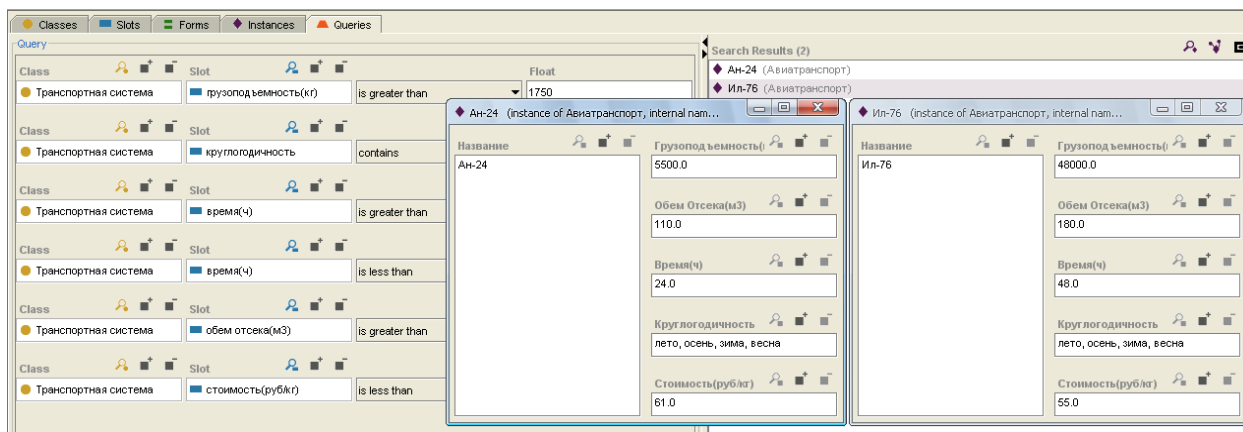 Classes Slots Forms Instances Queries
Query
Search Results (2)
Class Slot Float
Транспортная система грузоподъемность(кг) is greater than 1750
Class Slot
Транспортная система круглогодичность contains
Class Slot
Транспортная система время(ч) is greater than
Class Slot
Транспортная система время(ч) is less than
Class Slot
Транспортная система обем отсека(м3) is greater than
Class Slot
Транспортная система стоимость(руб/кг) is less than
Ан-24 (Авиатранспорт)
Ил-76 (Авиатранспорт)
Ан-24 (instance of Авиатранспорт, internal nam...
Название
Ан-24
Грузоподъемность(
5500.0
Обем Отсека(м3)
110.0
Время(ч)
24.0
Круглогодичность
лето, осень, зима, весна
Стоимость(руб/кг)
61.0
Ил-76 (instance of Авиатранспорт, internal nam...
Название
Ил-76
Грузоподъемность(
48000.0
Обем Отсека(м3)
180.0
Время(ч)
48.0
Круглогодичность
лето, осень, зима, весна
Стоимость(руб/кг)
55.0